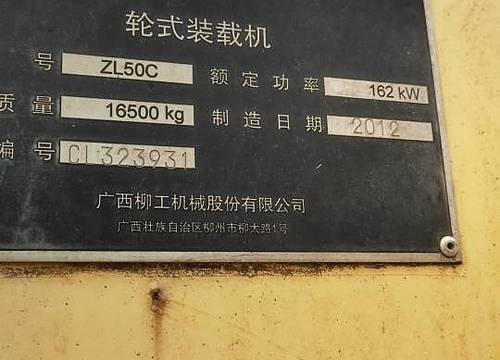 轮式装载机
号 ZL50C 额定功率 162 kW
质量 16500 kg 制造日期 2012
编号 CL323931
广西柳工机械股份有限公司
广西壮族自治区柳州市柳太路1号